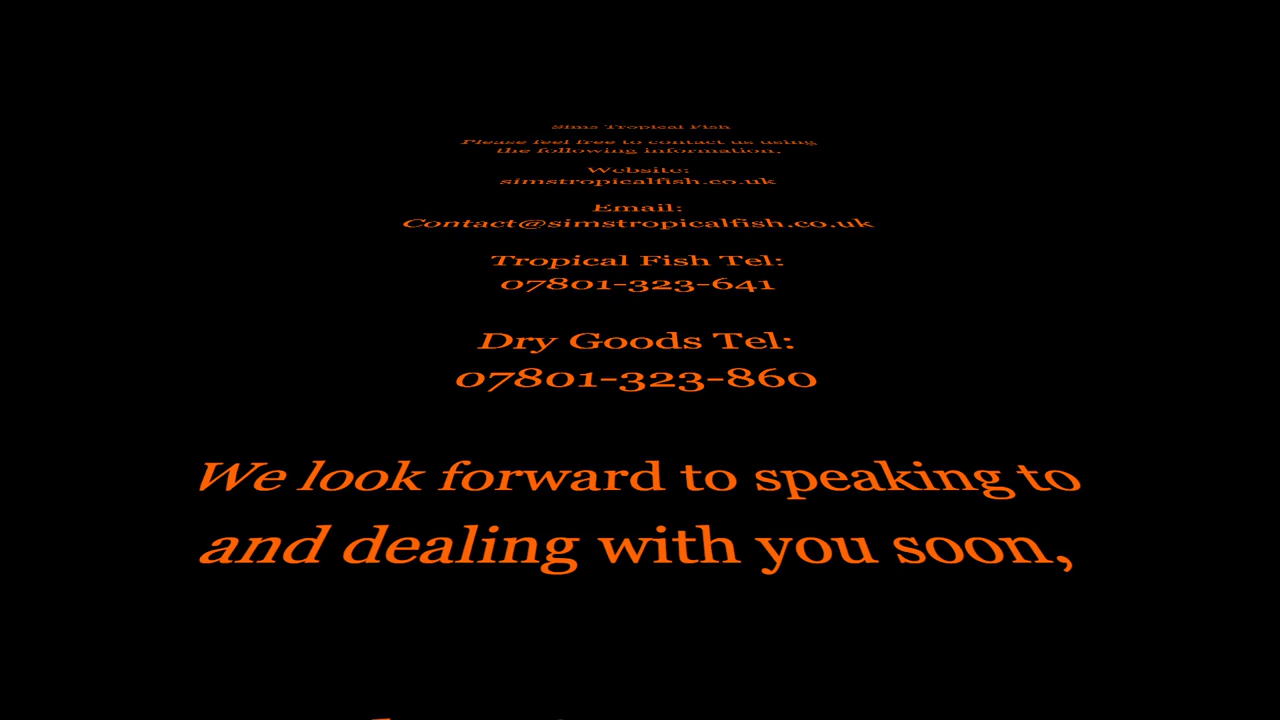 Sims Tropical Fish
Please feel free to contact us using
the following information.
Website:
simstropicalfish.co.uk
Email:
Contact@simstropicalfish.co.uk
Tropical Fish Tel:
07801-323-641
Dry Goods Tel:
07801-323-860
We look forward to speaking to
and dealing with you soon,